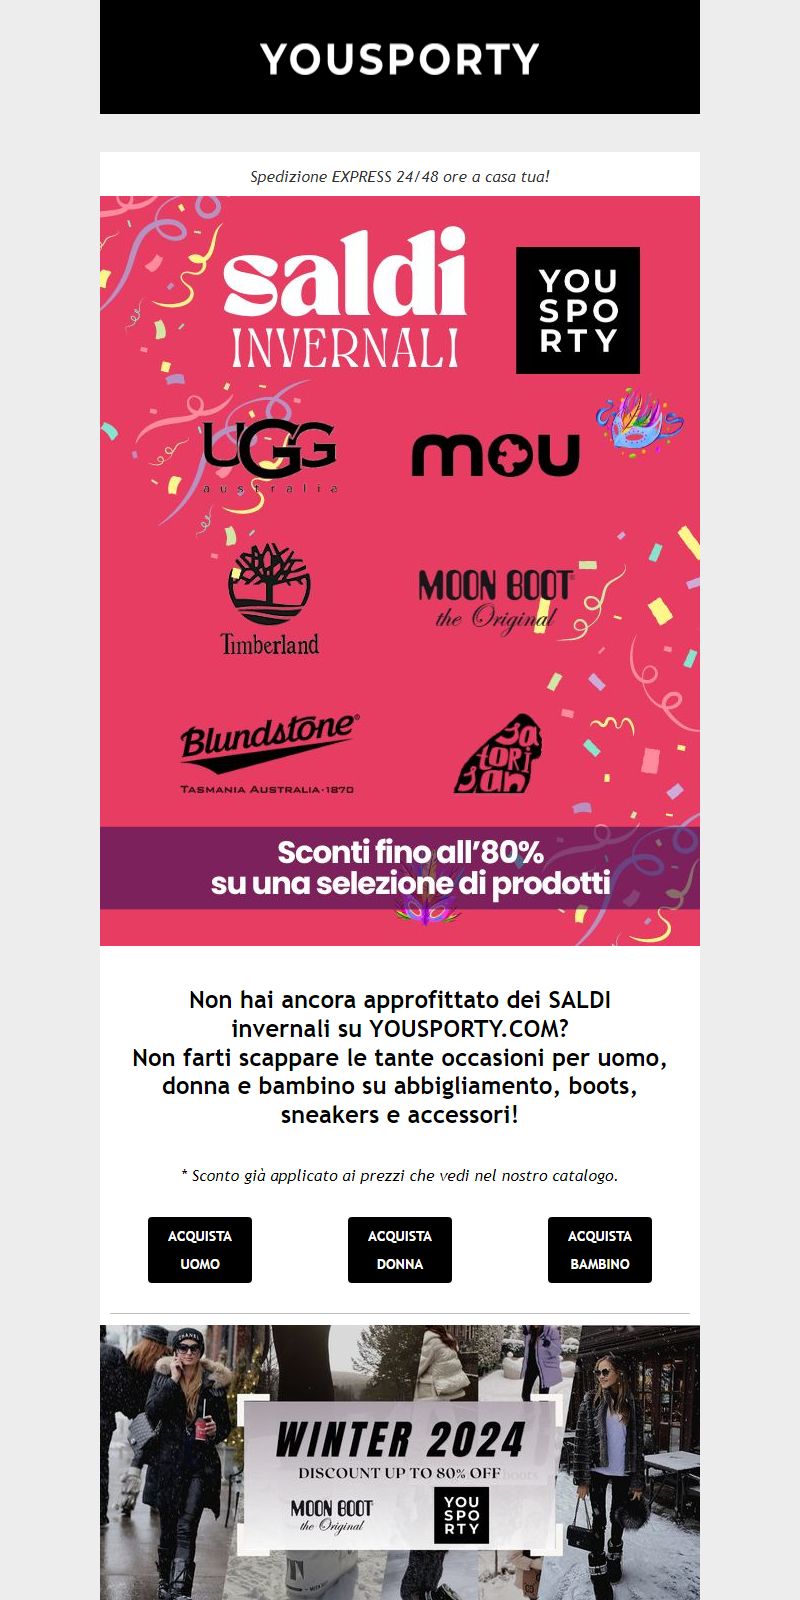 YOUSPORTY
Spedizione EXPRESS 24/48 ore a casa tua!
saldi
INVERNALI
YOU
SPO
RTY
UGG
australia
mou
Timberland
MOON BOOT®
the Original
Blundstone®
TASMANIA AUSTRALIA·1870
sa
tori
san
Sconti fino all'80%
su una selezione di prodotti
Non hai ancora approfittato dei SALDI
invernali su YOUSPORTY.COM?
Non farti scappare le tante occasioni per uomo,
donna e bambino su abbigliamento, boots,
sneakers e accessori!
* Sconto già applicato ai prezzi che vedi nel nostro catalogo.
ACQUISTA
UOMO
ACQUISTA
DONNA
ACQUISTA
BAMBINO
CHANEL
WINTER 2024
DISCOUNT UP TO 80% OFF
MOON BOOT
the Original
YOU
SPO
RTY